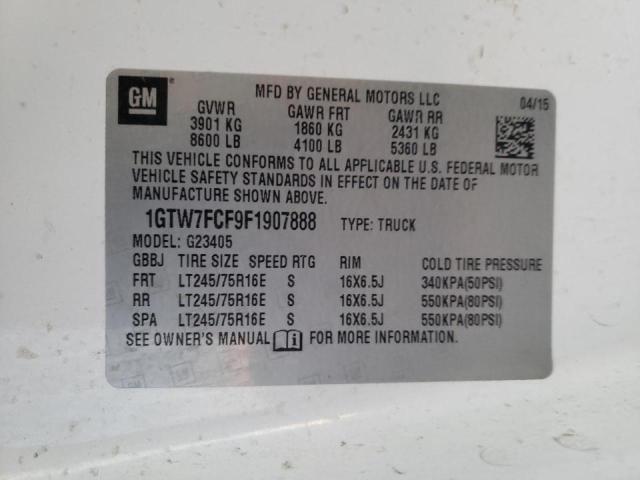 GM
MFD BY GENERAL MOTORS LLC 04/15
GVWR GAWR FRT GAWR RR
3901 KG 1860 KG 2431 KG
8600 LB 4100 LB 5360 LB
THIS VEHICLE CONFORMS TO ALL APPLICABLE U.S. FEDERAL MOTOR
VEHICLE SAFETY STANDARDS IN EFFECT ON THE DATE OF
MANUFACTURE SHOWN ABOVE.
1GTW7FCF9F1907888 TYPE: TRUCK
MODEL: G23405
GBBJ TIRE SIZE SPEED RTG RIM COLD TIRE PRESSURE
FRT LT245/75R16E S 16X6.5J 340KPA(50PSI)
RR LT245/75R16E S 16X6.5J 550KPA(80PSI)
SPA LT245/75R16E S 16X6.5J 550KPA(80PSI)
SEE OWNER'S MANUAL FOR MORE INFORMATION.